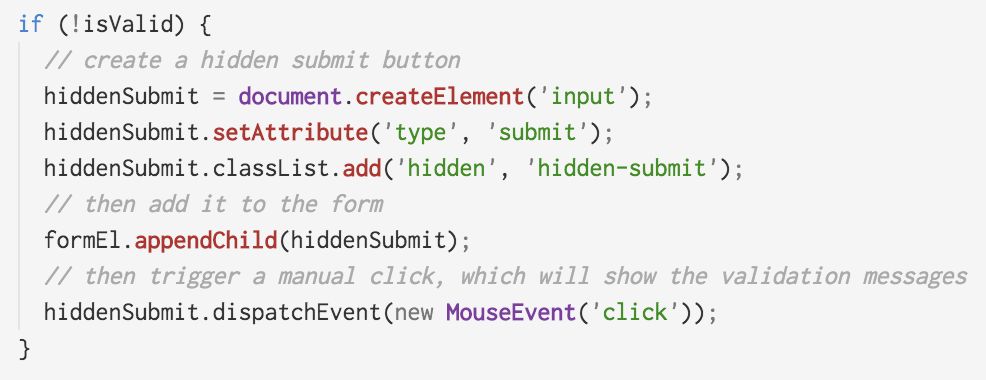 if (!isValid) {
// create a hidden submit button
hiddenSubmit = document.createElement('input');
hiddenSubmit.setAttribute('type', 'submit');
hiddenSubmit.classList.add('hidden', 'hidden-submit');
// then add it to the form
formEl.appendChild(hiddenSubmit);
// then trigger a manual click, which will show the validation messages
hiddenSubmit.dispatchEvent(new MouseEvent('click'));
}